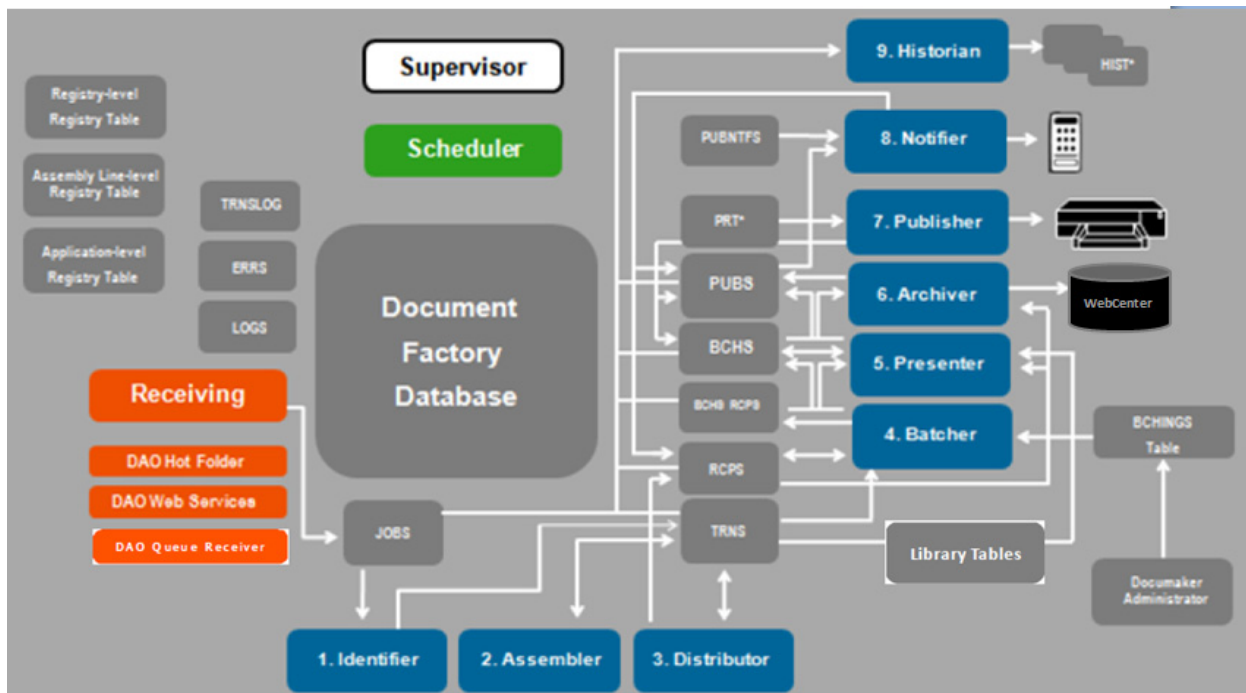 Supervisor
Scheduler
Registry-level
Registry Table
Assembly Line-level
Registry Table
Application-level
Registry Table
TRNSLOG
ERRS
LOGS
Document
Factory
Database
Receiving
DAO Hot Folder
DAO Web Services
DAO Queue Receiver
JOBS
1. Identifier
2. Assembler
3. Distributor
PUBNTFS
PRT*
PUBS
BCHS
BCHS RCPS
RCPS
TRNS
9. Historian
HIST*
8. Notifier
7. Publisher
6. Archiver
WebCenter
5. Presenter
4. Batcher
BCHINGS
Table
Library Tables
Documaker
Administrator